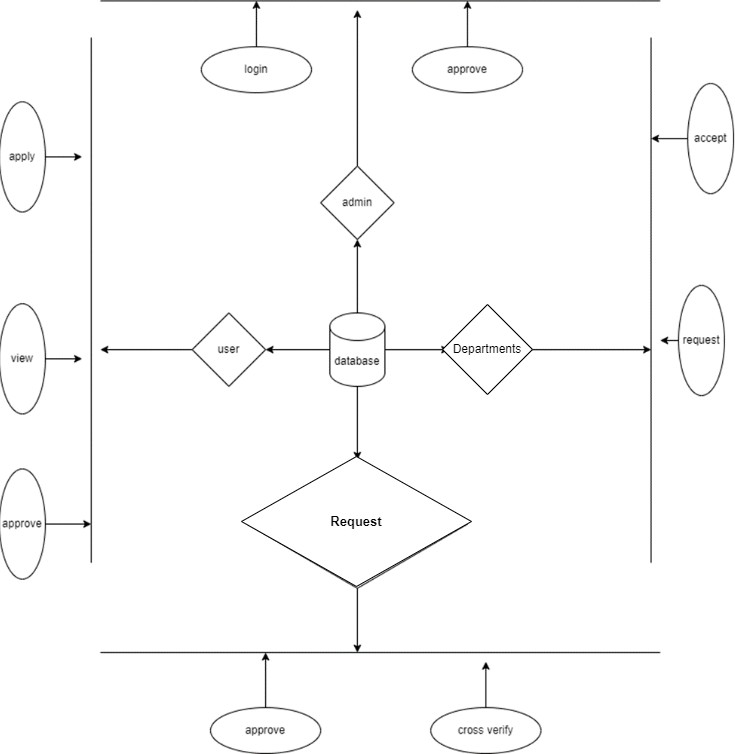 login
approve
accept
apply
admin
request
user
database
Departments
view
Request
approve
approve
cross verify